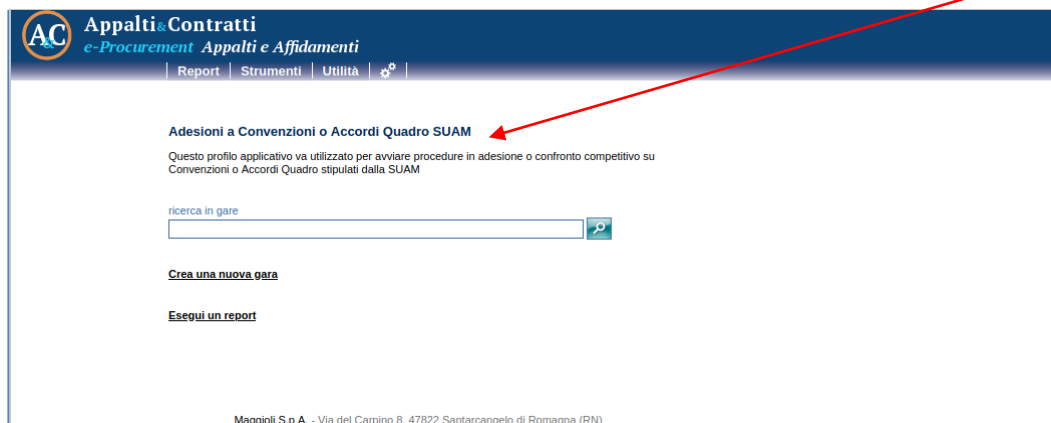 A&C
Appalti&Contratti
e-Procurement Appalti e Affidamenti
Report Strumenti Utilità
Adesioni a Convenzioni o Accordi Quadro SUAM
Questo profilo applicativo va utilizzato per avviare procedure in adesione o confronto competitivo su
Convenzioni o Accordi Quadro stipulati dalla SUAM
ricerca in gare
Crea una nuova gara
Esegui un report
Maggioli S.p.A. - Via del Carpino 8, 47822 Santarcangelo di Romagna (RN)